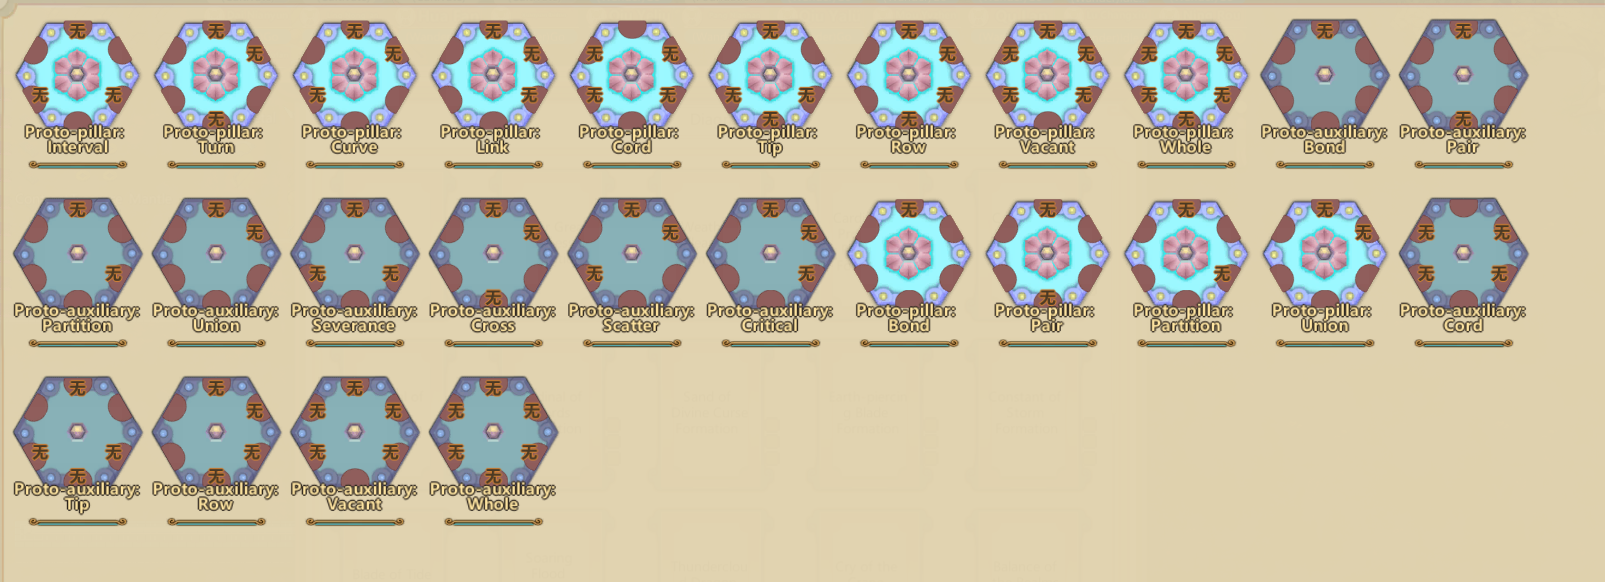 无
无 无
Proto-pillar:
Interval
无
无
无
Proto-pillar:
Turn
无
无
无
Proto-pillar:
Curve
无
无
无
Proto-pillar:
Link
无 无
无 无
Proto-pillar:
Cord
无
无 无
无
Proto-pillar:
Tip
无
无
无
无
Proto-pillar:
Row
无
无 无
无 无
Proto-pillar:
Vacant
无
无 无
无 无
无
Proto-pillar:
Whole
无
Proto-auxiliary:
Bond
无
无
Proto-auxiliary:
Pair
无
无
Proto-auxiliary:
Partition
无
无
Proto-auxiliary:
Union
无
无 无
Proto-auxiliary:
Severance
无
无
无
Proto-auxiliary:
Cross
无
无
无
Proto-auxiliary:
Scatter
无
无
Proto-auxiliary:
Critical
无
Proto-pillar:
Bond
无
无
Proto-pillar:
Pair
无
无
Proto-pillar:
Partition
无
无
Proto-pillar:
Union
无 无
无 无
Proto-auxiliary:
Cord
无
无 无
无
Proto-auxiliary:
Tip
无
无
无
无
Proto-auxiliary:
Row
无
无 无
无 无
Proto-auxiliary:
Vacant
无
无 无
无 无
无
Proto-auxiliary:
Whole